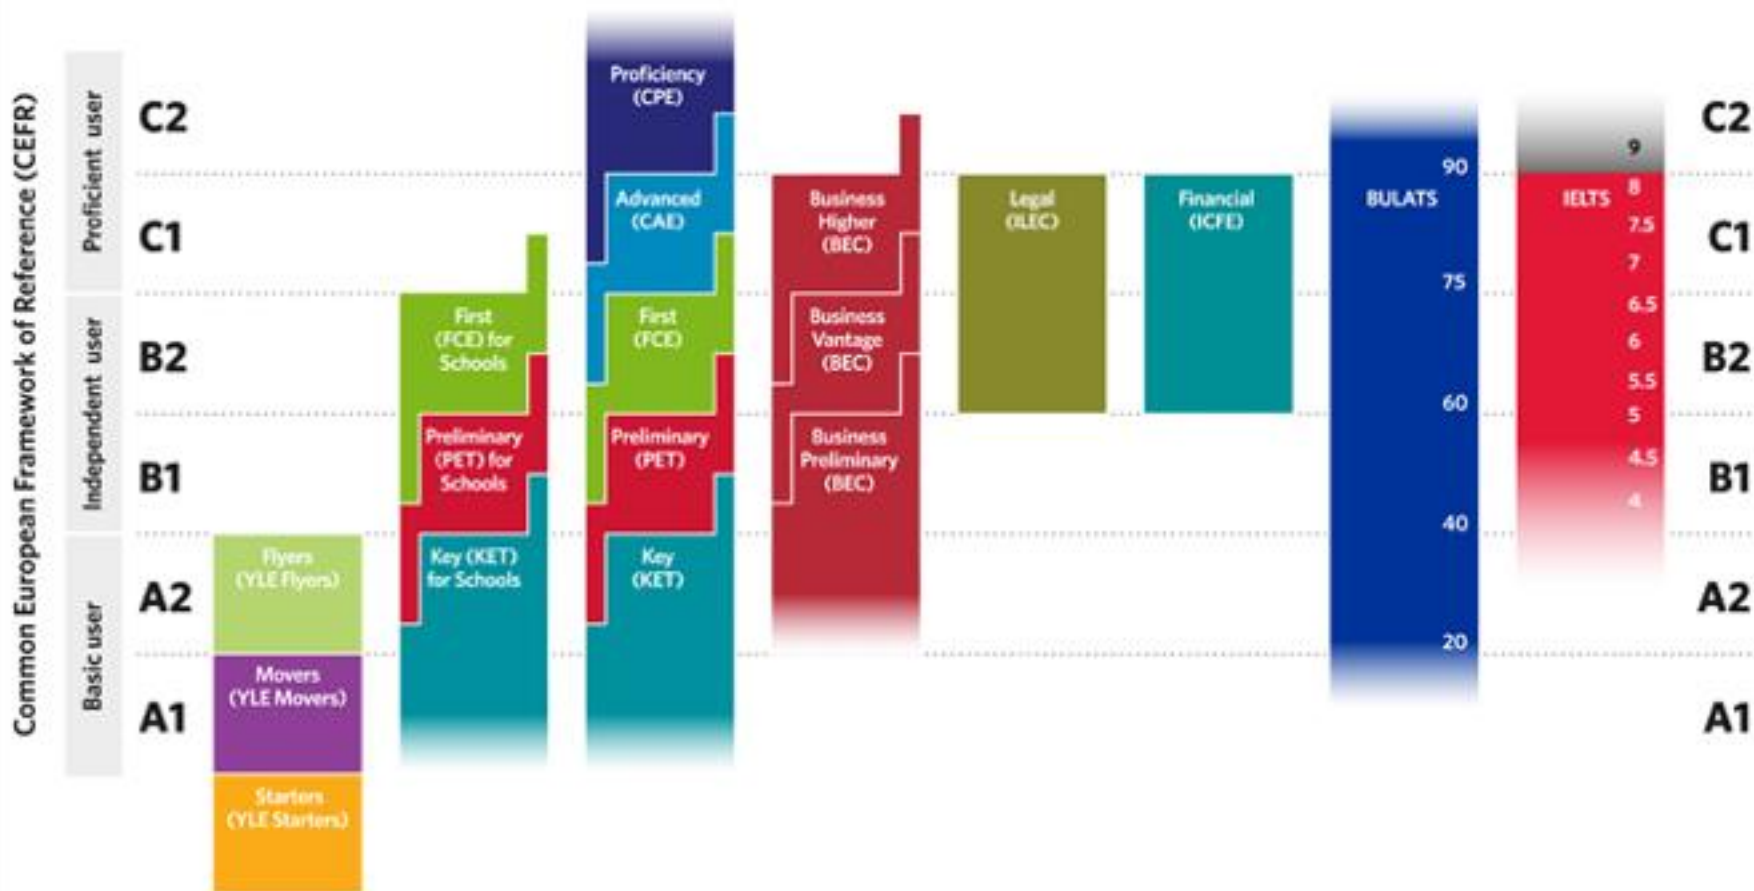 Common European Framework of Reference (CEFR)
Proficient user
Independent user
Basic user
C2
C1
B2
B1
A2
A1
Flyers
(YLE Flyers)
Movers
(YLE Movers)
Starters
(YLE Starters)
First
(FCE) for
Schools
Preliminary
(PET) for
Schools
Key (KET)
for Schools
Proficiency
(CPE)
Advanced
(CAE)
First
(FCE)
Preliminary
(PET)
Key
(KET)
Business
Higher
(BEC)
Business
Vantage
(BEC)
Business
Preliminary
(BEC)
Legal
(ILEC)
Financial
(ICFE)
BULATS
90
75
60
40
20
IELTS
9
8
7.5
7
6.5
6
5.5
5
4.5
4
C2
C1
B2
B1
A2
A1